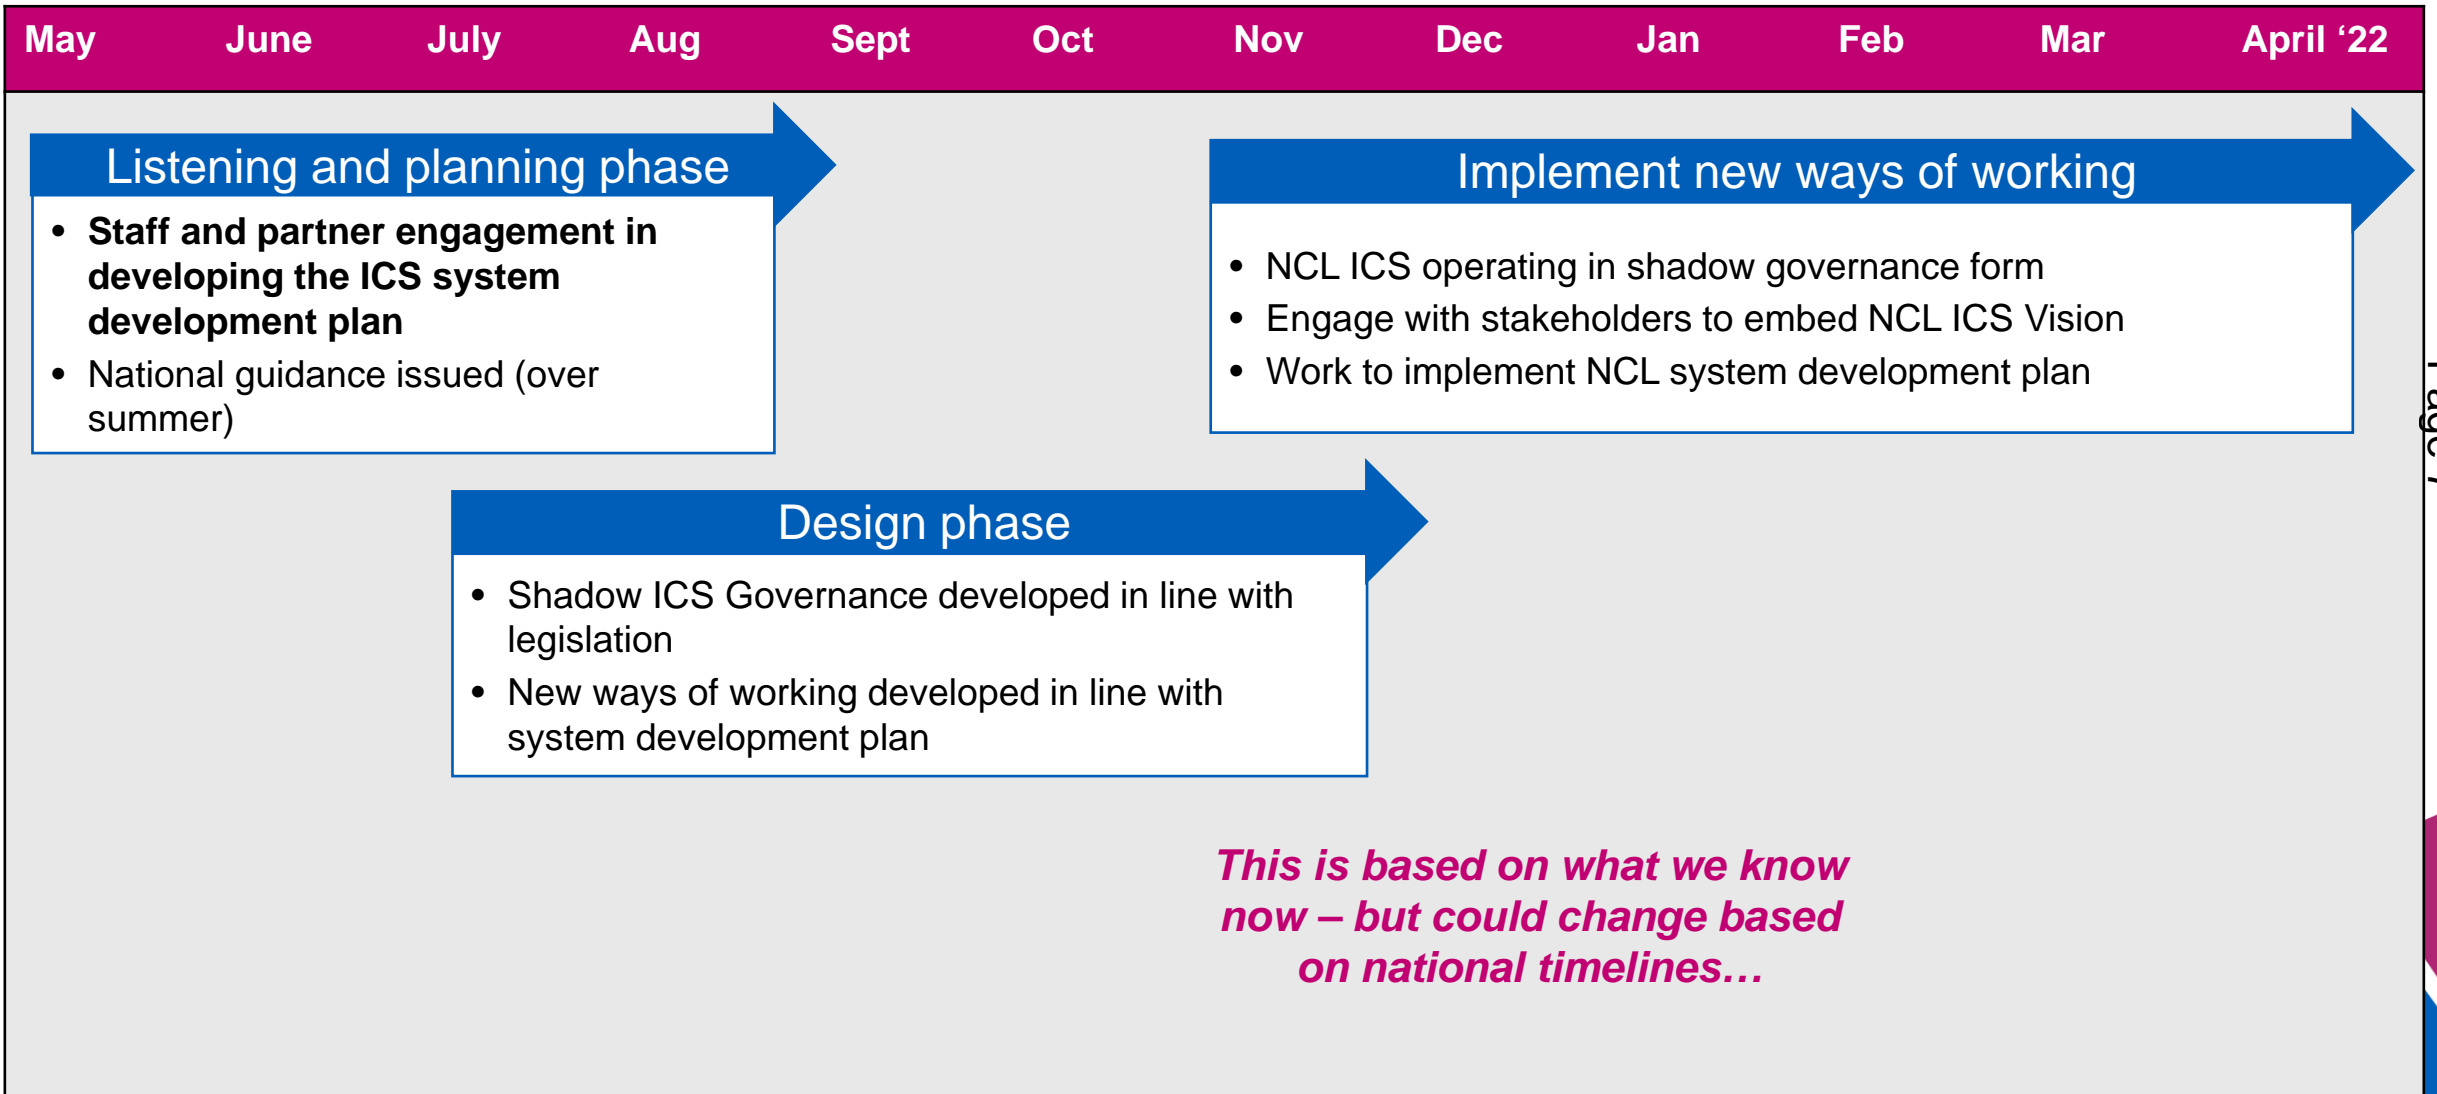 May June July Aug Sept Oct Nov Dec Jan Feb Mar April ‘22
Listening and planning phase
• Staff and partner engagement in
developing the ICS system
development plan
• National guidance issued (over
summer)
Implement new ways of working
• NCL ICS operating in shadow governance form
• Engage with stakeholders to embed NCL ICS Vision
• Work to implement NCL system development plan
Design phase
• Shadow ICS Governance developed in line with
legislation
• New ways of working developed in line with
system development plan
This is based on what we know
now – but could change based
on national timelines…
Page